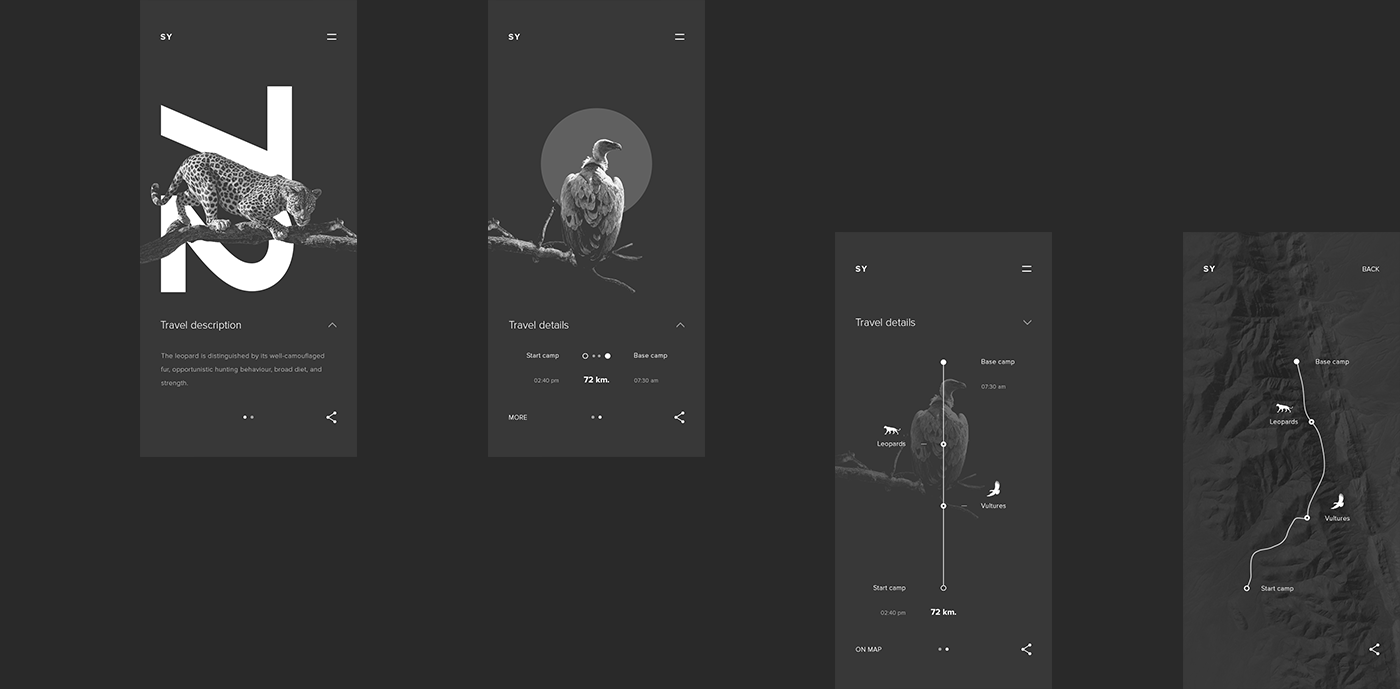 SY
72
Travel description
The leopard is distinguished by its well-camouflaged
fur, opportunistic hunting behaviour, broad diet, and
strength.
SY
Travel details
Start camp
Base camp
02:40 pm
72 km.
07:30 am
MORE
SY
Travel details
Base camp
07:30 am
Leopards
Vultures
Start camp
02:40 pm
72 km.
ON MAP
SY
BACK
Base camp
Leopards
Vultures
Start camp